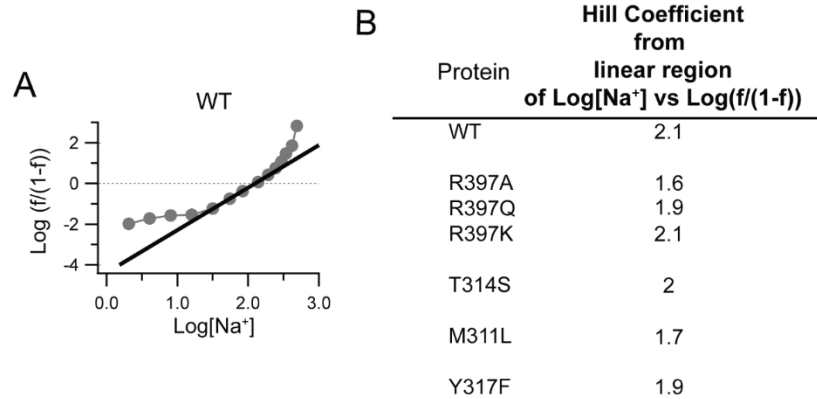 A
WT
Log (f/(1-f))
2
0
-2
-4
0.0 1.0 2.0 3.0
Log[Na⁺]
B
Protein
Hill Coefficient
from
linear region
of Log[Na⁺] vs Log(f/(1-f))
WT 2.1
R397A 1.6
R397Q 1.9
R397K 2.1
T314S 2
M311L 1.7
Y317F 1.9